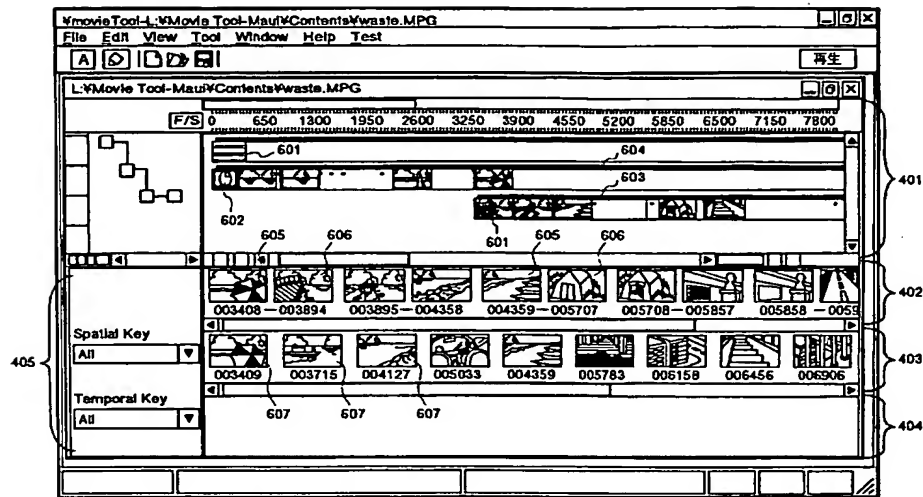 ¥movieTool-L:¥Movie Tool-Maui¥Contents¥waste.MPG
File Edit View Tool Window Help Test
A 再生
L:¥Movie Tool-Maui¥Contents¥waste.MPG
F/S 0 650 1300 1950 2600 3250 3900 4550 5200 5850 6500 7150 7800
601 604
603
401
602 601
605 606 605 606
003408—003894 003895—004358 004359—005707 005708—005857 005858—0059
402
Spatial Key
All
405
003409 003715 004127 005033 004359 005783 006158 006456 006906
403
Temporal Key
All
607 607 607
404